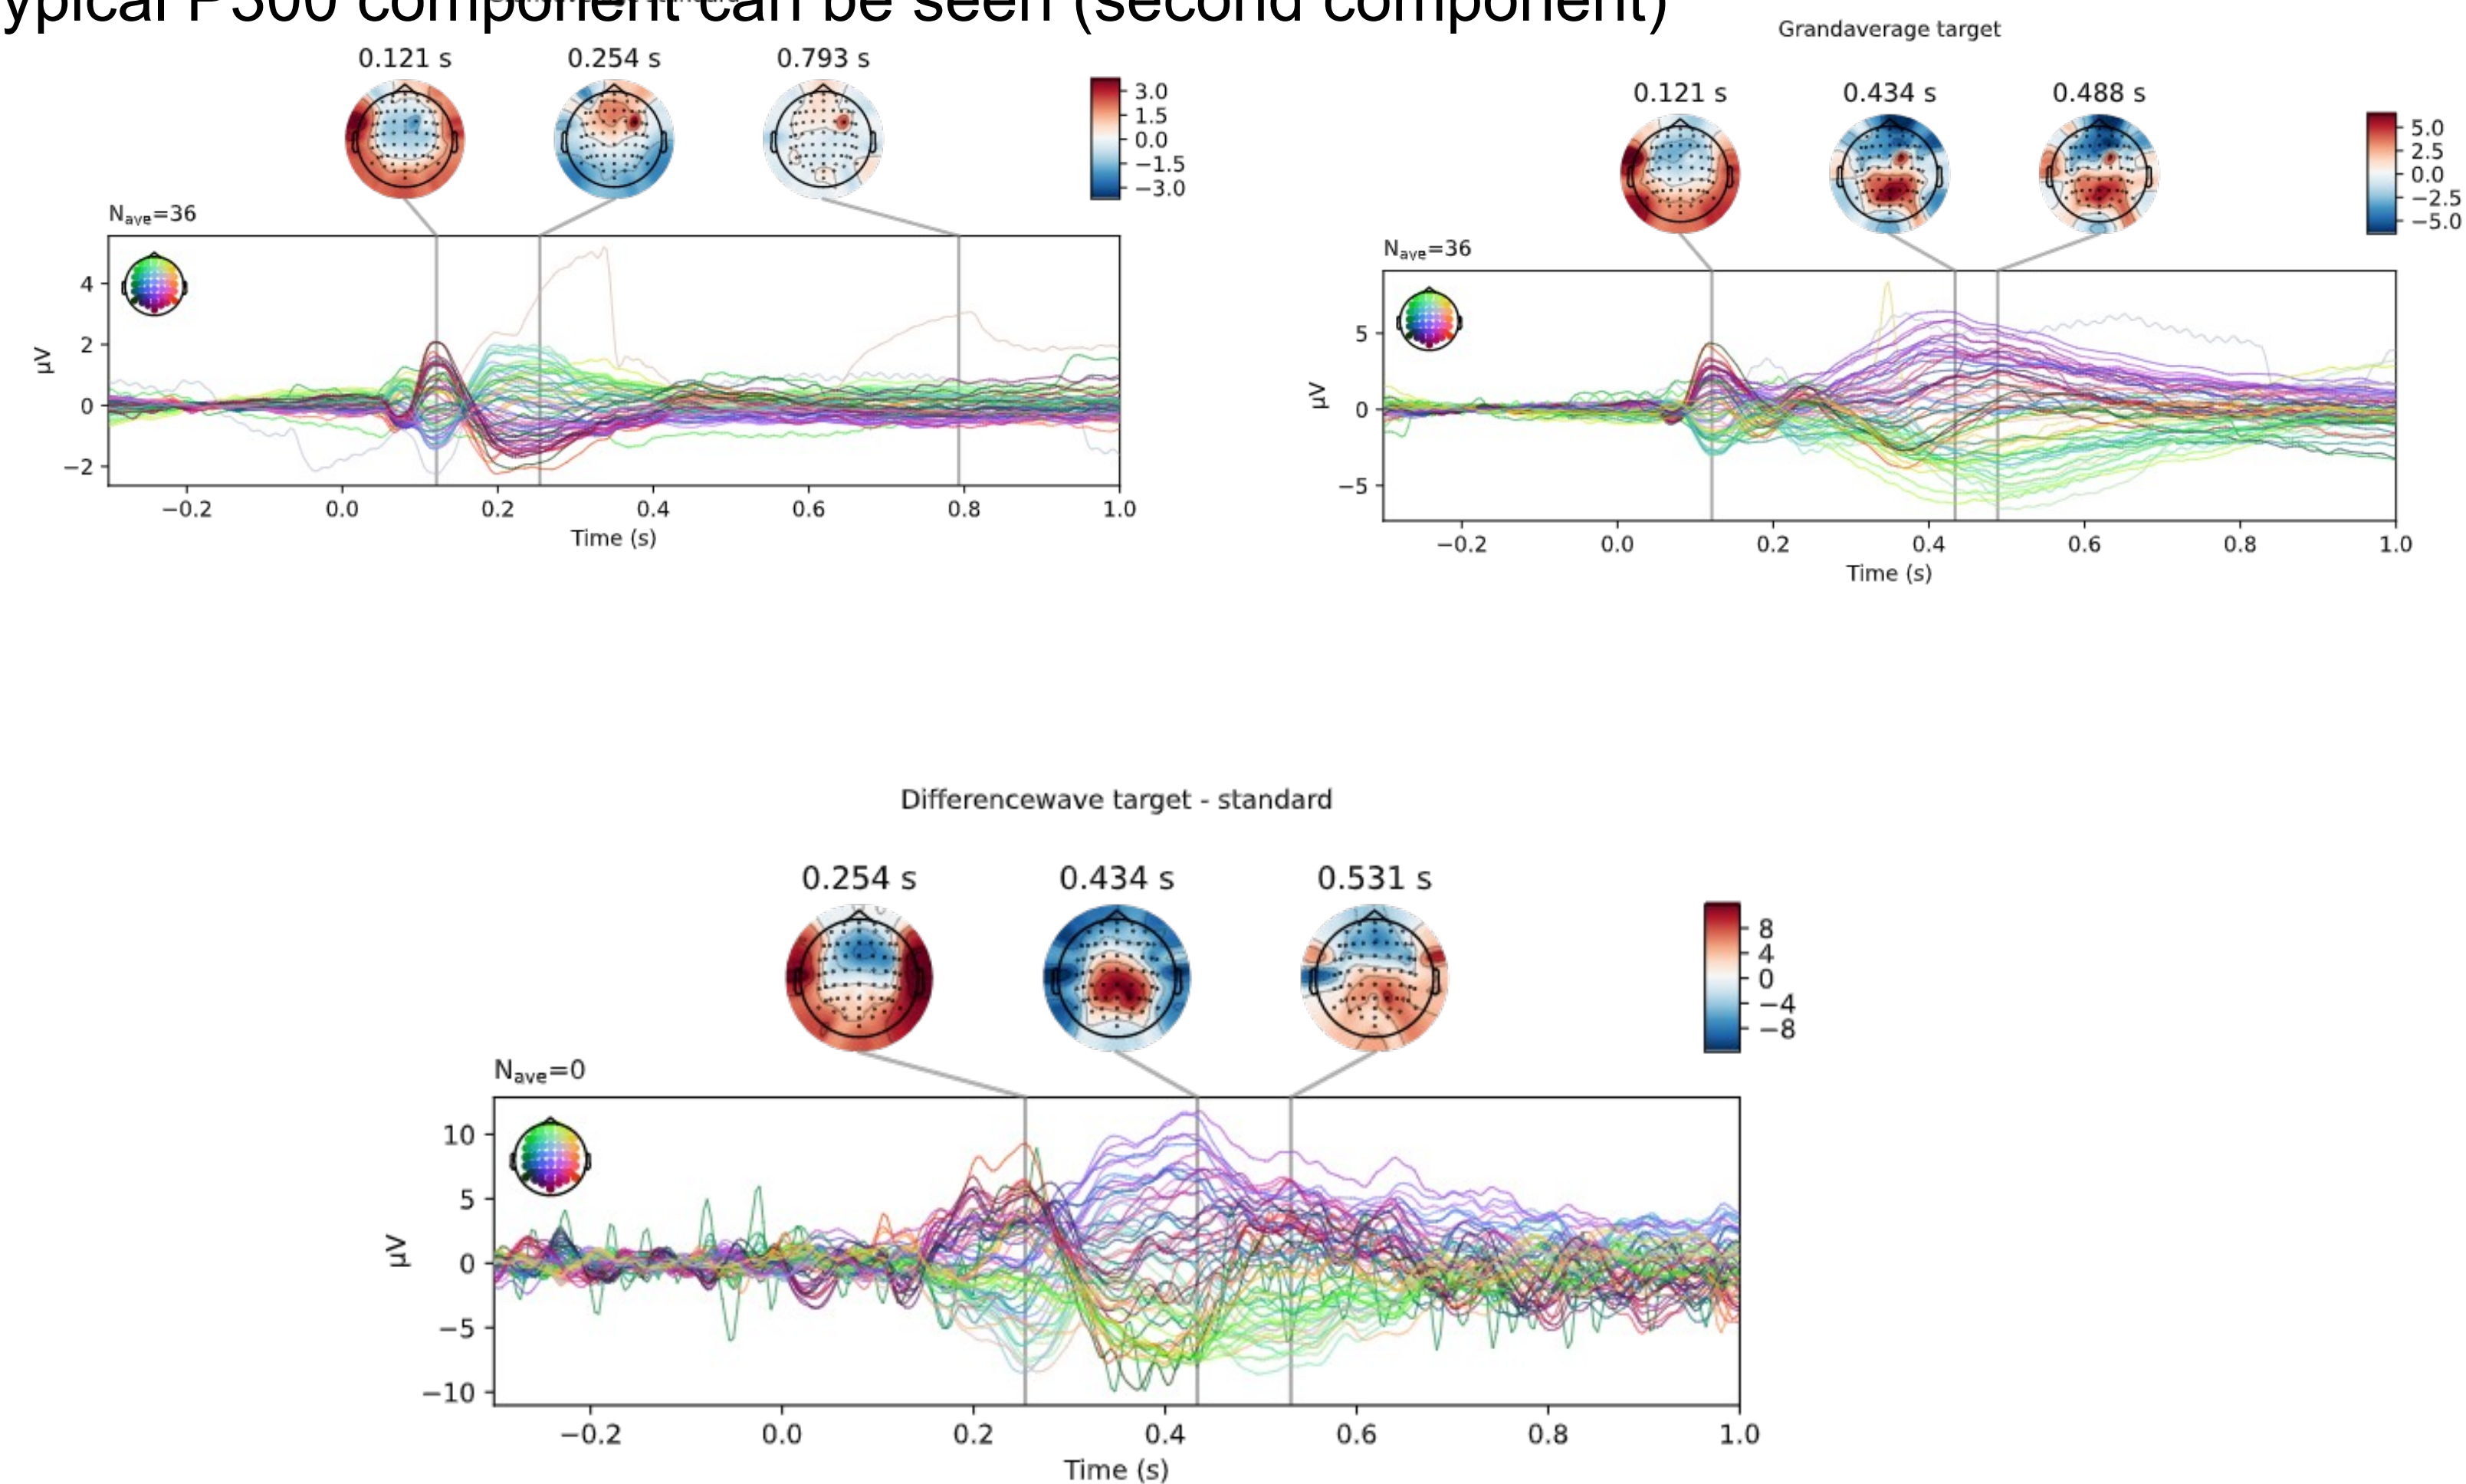 ypical P300 component can be seen (second component)
0.121 s 0.254 s 0.793 s
3.0
1.5
0.0
−1.5
−3.0
Nave=36
4
2
0
−2
µV
−0.2 0.0 0.2 0.4 0.6 0.8 1.0
Time (s)
Grandaverage target
0.121 s 0.434 s 0.488 s
5.0
2.5
0.0
−2.5
−5.0
Nave=36
5
0
−5
µV
−0.2 0.0 0.2 0.4 0.6 0.8 1.0
Time (s)
Differencewave target - standard
0.254 s 0.434 s 0.531 s
8
4
0
−4
−8
Nave=0
10
5
0
−5
−10
µV
−0.2 0.0 0.2 0.4 0.6 0.8 1.0
Time (s)